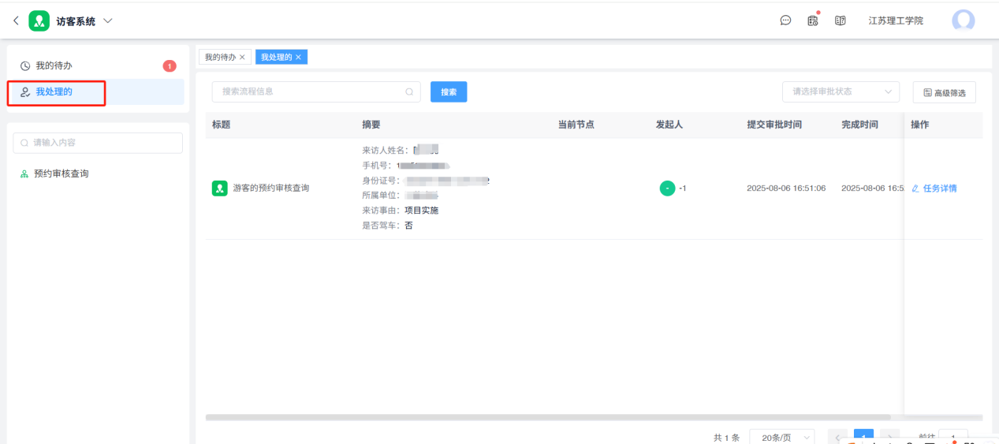 访客系统
江苏理工学院
我的待办 1
我处理的
请输入内容
预约审核查询
我的待办 × 我处理的 ×
搜索流程信息 搜索 请选择审批状态 高级筛选
标题 摘要 当前节点 发起人 提交审批时间 完成时间 操作
来访人姓名：
手机号：1
身份证号：
所属单位：
来访事由：项目实施
是否驾车：否
游客的预约审核查询
- -1
2025-08-06 16:51:06 2025-08-06 16:5
任务详情
共 1 条 20条/页 1 前往 1